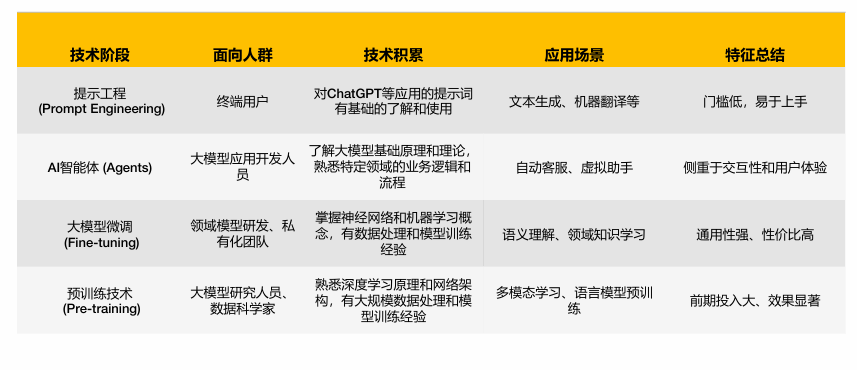 技术阶段 面向人群 技术积累 应用场景 特征总结
提示工程
(Prompt Engineering)
终端用户
对ChatGPT等应用的提示词
有基础的了解和使用
文本生成、机器翻译等
门槛低，易于上手
AI智能体 (Agents)
大模型应用开发人
员
了解大模型基础原理和理论，
熟悉特定领域的业务逻辑和
流程
自动客服、虚拟助手
侧重于交互性和用户体验
大模型微调
(Fine-tuning)
领域模型研发、私
有化团队
掌握神经网络和机器学习概
念，有数据处理和模型训练
经验
语义理解、领域知识学习
通用性强、性价比高
预训练技术
(Pre-training)
大模型研究人员、
数据科学家
熟悉深度学习原理和网络架
构，有大规模数据处理和模
型训练经验
多模态学习、语言模型预训
练
前期投入大、效果显著